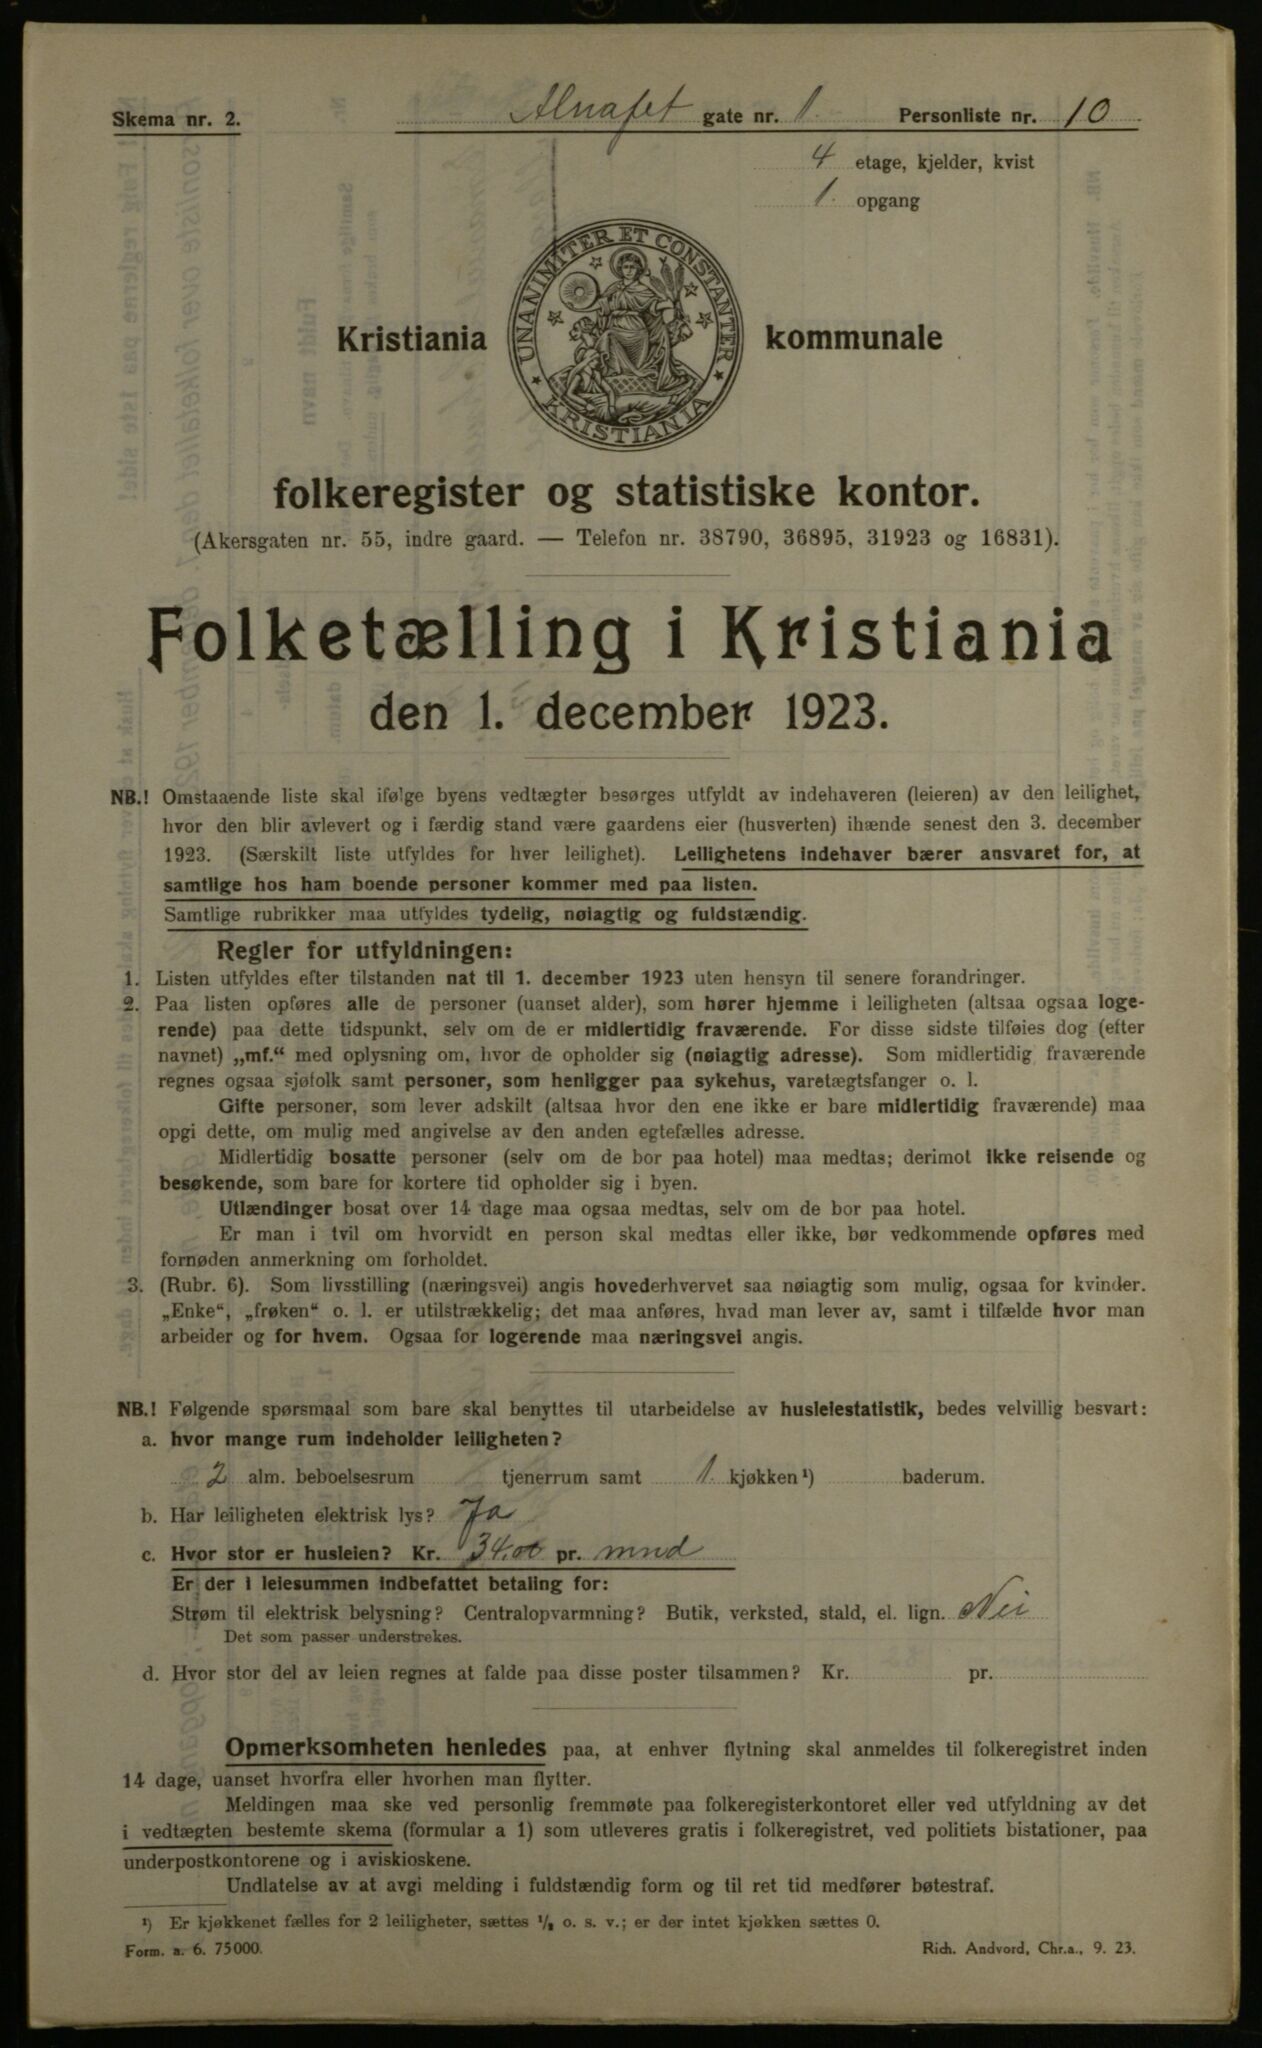 Skema nr. 2.
Alnafet gate nr. 1. Personliste nr. 10
4 etage, kjelder, kvist
1. opgang
UNANIMITER ET CONSTANTER
KRISTIANIA
Kristiania kommunale
folkeregister og statistiske kontor.
(Akersgaten nr. 55, indre gaard. — Telefon nr. 38790, 36895, 31923 og 16831).
Folketælling i Kristiania
den 1. december 1923.
NB.! Omstaaende liste skal ifølge byens vedtægter besørges utfyldt av indehaveren (leieren) av den leilighet,
hvor den blir avlevert og i færdig stand være gaardens eier (husverten) ihænde senest den 3. december
1923. (Særskilt liste utfyldes for hver leilighet). Leilighetens indehaver bærer ansvaret for, at
samtlige hos ham boende personer kommer med paa listen.
Samtlige rubrikker maa utfyldes tydelig, nøiagtig og fuldstændig.
Regler for utfyldningen:
1. Listen utfyldes efter tilstanden nat til 1. december 1923 uten hensyn til senere forandringer.
2. Paa listen opføres alle de personer (uanset alder), som hører hjemme i leiligheten (altsaa ogsaa loge-
rende) paa dette tidspunkt, selv om de er midlertidig fraværende. For disse sidste tilføies dog (efter
navnet) „mf.“ med oplysning om, hvor de opholder sig (nøiagtig adresse). Som midlertidig fraværende
regnes ogsaa sjøfolk samt personer, som henligger paa sykehus, varetægtsfanger o. l.
Gifte personer, som lever adskilt (altsaa hvor den ene ikke er bare midlertidig fraværende) maa
opgi dette, om mulig med angivelse av den anden egtefælles adresse.
Midlertidig bosatte personer (selv om de bor paa hotel) maa medtas; derimot ikke reisende og
besøkende, som bare for kortere tid opholder sig i byen.
Utlændinger bosat over 14 dage maa ogsaa medtas, selv om de bor paa hotel.
Er man i tvil om hvorvidt en person skal medtas eller ikke, bør vedkommende opføres med
fornøden anmerkning om forholdet.
3. (Rubr. 6). Som livsstilling (næringsvei) angis hovederhvervet saa nøiagtig som mulig, ogsaa for kvinder.
„Enke“, „frøken“ o. l. er utilstrækkelig; det maa anføres, hvad man lever av, samt i tilfælde hvor man
arbeider og for hvem. Ogsaa for logerende maa næringsvei angis.
NB.! Følgende spørsmaal som bare skal benyttes til utarbeidelse av husleiestatistik, bedes velvillig besvart:
a. hvor mange rum indeholder leiligheten?
2 alm. beboelsesrum tjenerrum samt 1. kjøkken¹) baderum.
b. Har leiligheten elektrisk lys? Ja
c. Hvor stor er husleien? Kr. 34.00 pr. mnd
Er der i leiesummen indbefattet betaling for:
Strøm til elektrisk belysning? Centralopvarmning? Butik, verksted, stald, el. lign. Nei
Det som passer understrekes.
d. Hvor stor del av leien regnes at falde paa disse poster tilsammen? Kr. pr.
Opmerksomheten henledes paa, at enhver flytning skal anmeldes til folkeregistret inden
14 dage, uanset hvorfra eller hvorhen man flytter.
Meldingen maa ske ved personlig fremmøte paa folkeregisterkontoret eller ved utfyldning av det
i vedtægten bestemte skema (formular a 1) som utleveres gratis i folkeregistret, ved politiets bistationer, paa
underpostkontorene og i aviskioskene.
Undlatelse av at avgi melding i fuldstændig form og til ret tid medfører bøtestraf.
¹) Er kjøkkenet fælles for 2 leiligheter, sættes ½ o. s. v.; er der intet kjøkken sættes 0.
Form. a. 6. 75000. Rich. Andvord, Chr.a., 9. 23.